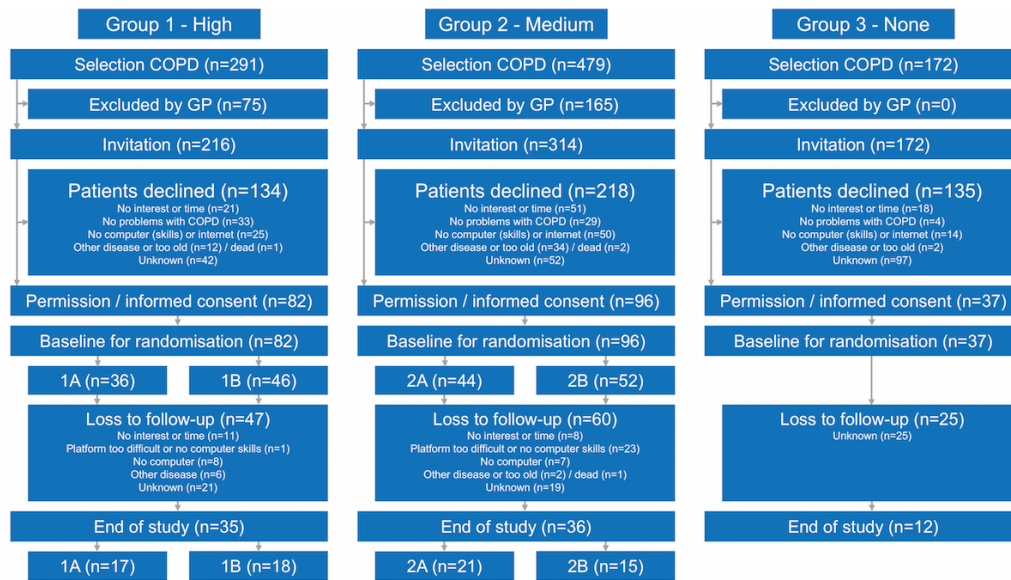 Group 1 - High
Selection COPD (n=291)
Excluded by GP (n=75)
Invitation (n=216)
Patients declined (n=134)
No interest or time (n=21)
No problems with COPD (n=33)
No computer (skills) or internet (n=25)
Other disease or too old (n=12) / dead (n=1)
Unknown (n=42)
Permission / informed consent (n=82)
Baseline for randomisation (n=82)
1A (n=36)
1B (n=46)
Loss to follow-up (n=47)
No interest or time (n=11)
Platform too difficult or no computer skills (n=1)
No computer (n=8)
Other disease (n=6)
Unknown (n=21)
End of study (n=35)
1A (n=17)
1B (n=18)
Group 2 - Medium
Selection COPD (n=479)
Excluded by GP (n=165)
Invitation (n=314)
Patients declined (n=218)
No interest or time (n=51)
No problems with COPD (n=29)
No computer (skills) or internet (n=50)
Other disease or too old (n=34) / dead (n=2)
Unknown (n=52)
Permission / informed consent (n=96)
Baseline for randomisation (n=96)
2A (n=44)
2B (n=52)
Loss to follow-up (n=60)
No interest or time (n=8)
Platform too difficult or no computer skills (n=23)
No computer (n=7)
Other disease or too old (n=2) / dead (n=1)
Unknown (n=19)
End of study (n=36)
2A (n=21)
2B (n=15)
Group 3 - None
Selection COPD (n=172)
Excluded by GP (n=0)
Invitation (n=172)
Patients declined (n=135)
No interest or time (n=18)
No problems with COPD (n=4)
No computer (skills) or internet (n=14)
Other disease or too old (n=2)
Unknown (n=97)
Permission / informed consent (n=37)
Baseline for randomisation (n=37)
Loss to follow-up (n=25)
Unknown (n=25)
End of study (n=12)